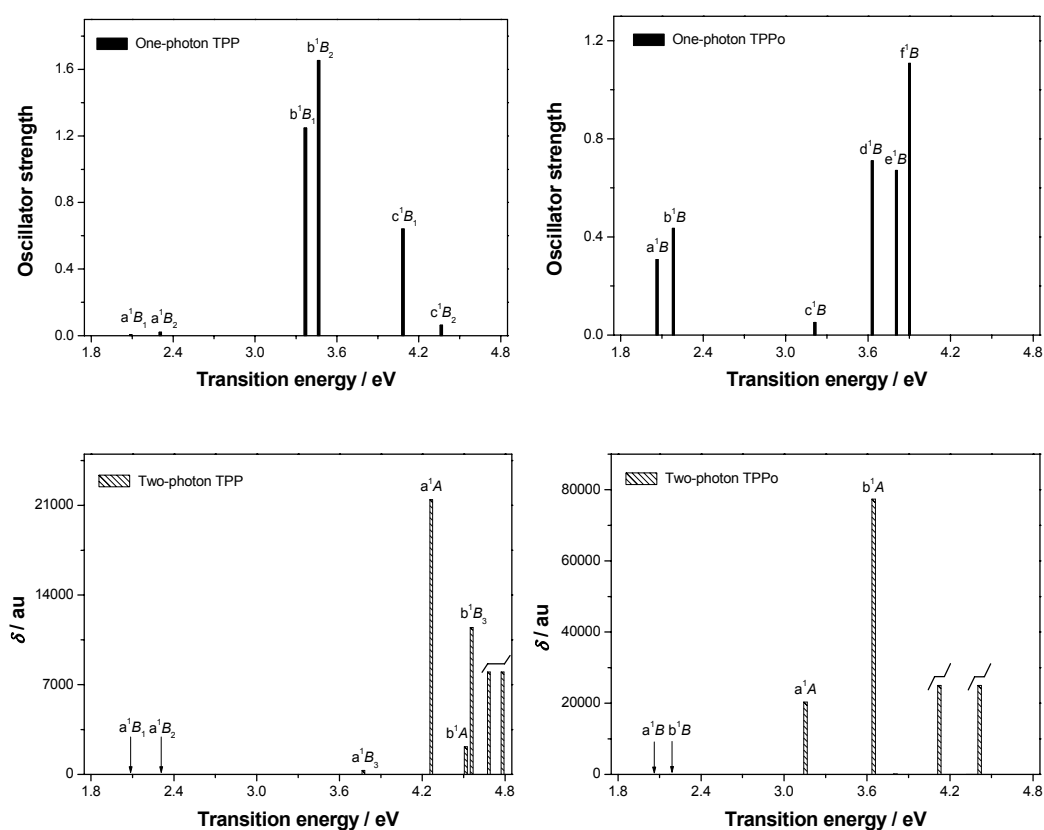 One-photon TPP
b¹B₂
b¹B₁
c¹B₁
a¹B₁ a¹B₂
c¹B₂
Oscillator strength
1.6
1.2
0.8
0.4
0.0
1.8 2.4 3.0 3.6 4.2 4.8
Transition energy / eV
One-photon TPPo
f¹B
d¹B
e¹B
b¹B
a¹B
c¹B
Oscillator strength
1.2
0.8
0.4
0.0
1.8 2.4 3.0 3.6 4.2 4.8
Transition energy / eV
Two-photon TPP
a¹A
b¹B₃
b¹A
a¹B₁ a¹B₂
a¹B₃
δ / au
21000
14000
7000
0
1.8 2.4 3.0 3.6 4.2 4.8
Transition energy / eV
Two-photon TPPo
b¹A
a¹A
a¹B b¹B
δ / au
80000
60000
40000
20000
0
1.8 2.4 3.0 3.6 4.2 4.8
Transition energy / eV